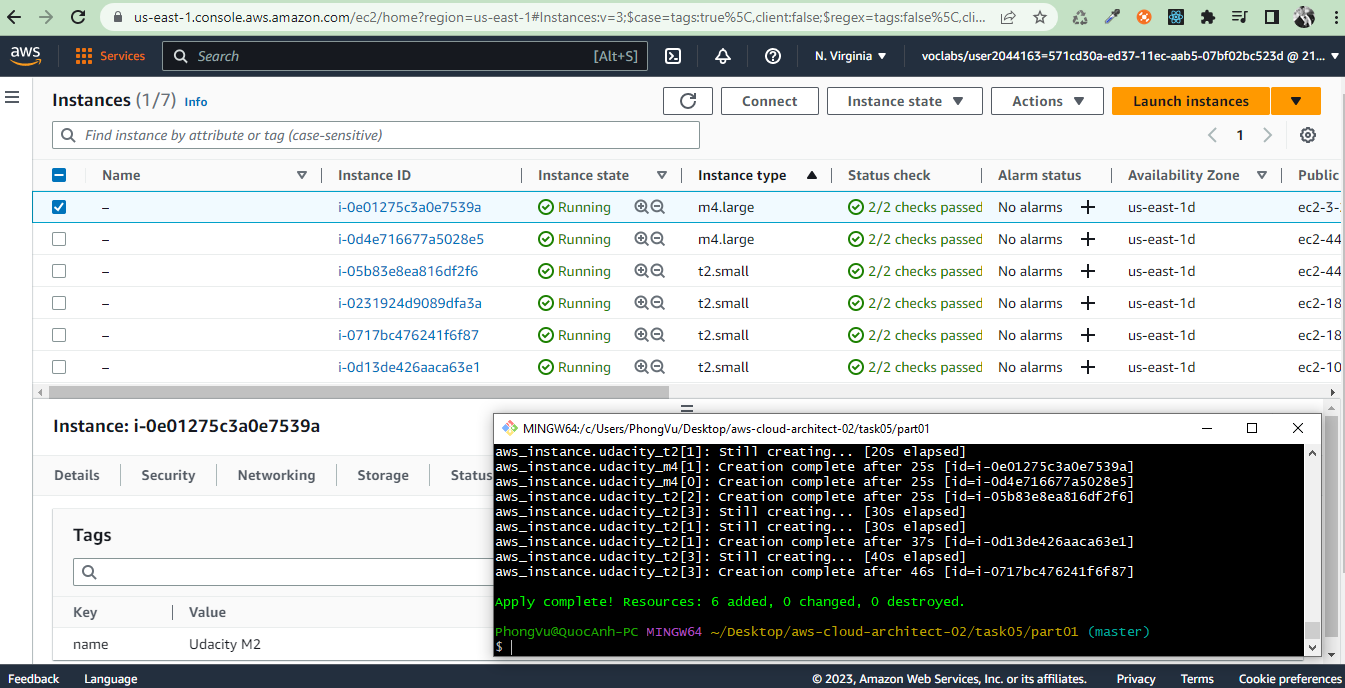 us-east-1.console.aws.amazon.com/ec2/home?region=us-east-1#Instances:v=3;$case=tags:true%5C,client:false;$regex=tags:false%5C,cli...
aws Services Search [Alt+S] N. Virginia voclabs/user2044163=571cd30a-ed37-11ec-aab5-07bf02bc523d @ 21...
Instances (1/7) Info Connect Instance state Actions Launch instances
Find instance by attribute or tag (case-sensitive) 1
Name Instance ID Instance state Instance type Status check Alarm status Availability Zone Public
– i-0e01275c3a0e7539a Running m4.large 2/2 checks passed No alarms + us-east-1d ec2-3-
– i-0d4e716677a5028e5 Running m4.large 2/2 checks passed No alarms + us-east-1d ec2-44
– i-05b83e8ea816df2f6 Running t2.small 2/2 checks passed No alarms + us-east-1d ec2-44
– i-0231924d9089dfa3a Running t2.small 2/2 checks passed No alarms + us-east-1d ec2-18
– i-0717bc476241f6f87 Running t2.small 2/2 checks passed No alarms + us-east-1d ec2-18
– i-0d13de426aaca63e1 Running t2.small 2/2 checks passed No alarms + us-east-1d ec2-10
Instance: i-0e01275c3a0e7539a
Details Security Networking Storage Status
Tags
Key Value
name Udacity M2
MINGW64:/c/Users/PhongVu/Desktop/aws-cloud-architect-02/task05/part01
aws_instance.udacity_t2[1]: Still creating... [20s elapsed]
aws_instance.udacity_m4[1]: Creation complete after 25s [id=i-0e01275c3a0e7539a]
aws_instance.udacity_m4[0]: Creation complete after 25s [id=i-0d4e716677a5028e5]
aws_instance.udacity_t2[2]: Creation complete after 25s [id=i-05b83e8ea816df2f6]
aws_instance.udacity_t2[3]: Still creating... [30s elapsed]
aws_instance.udacity_t2[1]: Still creating... [30s elapsed]
aws_instance.udacity_t2[1]: Creation complete after 37s [id=i-0d13de426aaca63e1]
aws_instance.udacity_t2[3]: Still creating... [40s elapsed]
aws_instance.udacity_t2[3]: Creation complete after 46s [id=i-0717bc476241f6f87]
Apply complete! Resources: 6 added, 0 changed, 0 destroyed.
PhongVu@QuocAnh-PC MINGW64 ~/Desktop/aws-cloud-architect-02/task05/part01 (master)
$
Feedback Language © 2023, Amazon Web Services, Inc. or its affiliates. Privacy Terms Cookie preferences